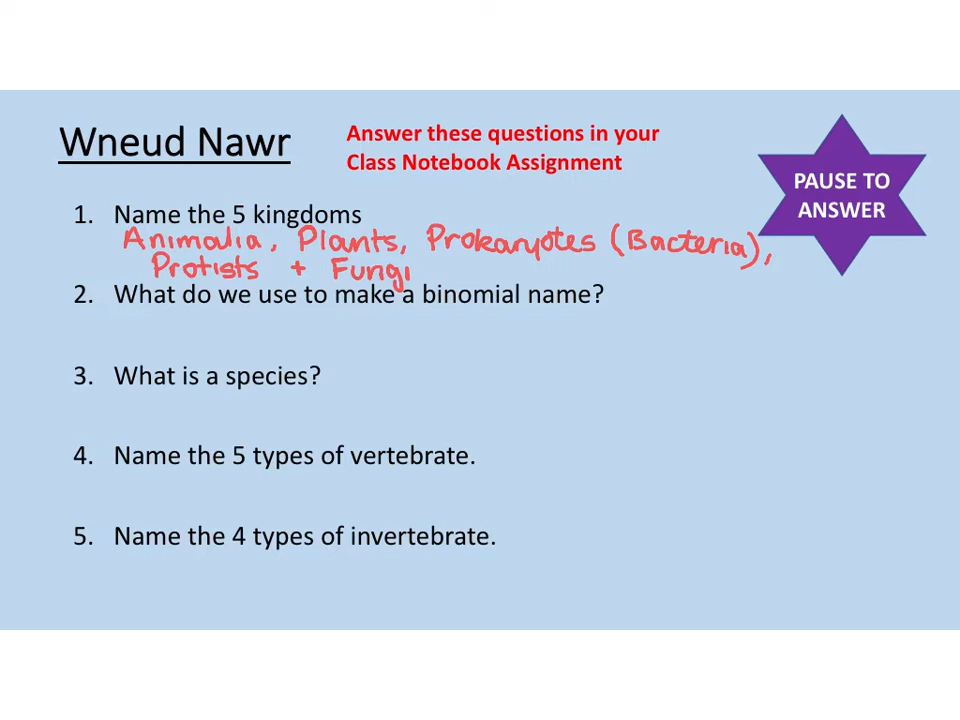 Wneud Nawr
Answer these questions in your
Class Notebook Assignment
PAUSE TO
ANSWER
1. Name the 5 kingdoms
Animalia, Plants, Prokaryotes (Bacteria),
Protists + Fungi
2. What do we use to make a binomial name?
3. What is a species?
4. Name the 5 types of vertebrate.
5. Name the 4 types of invertebrate.